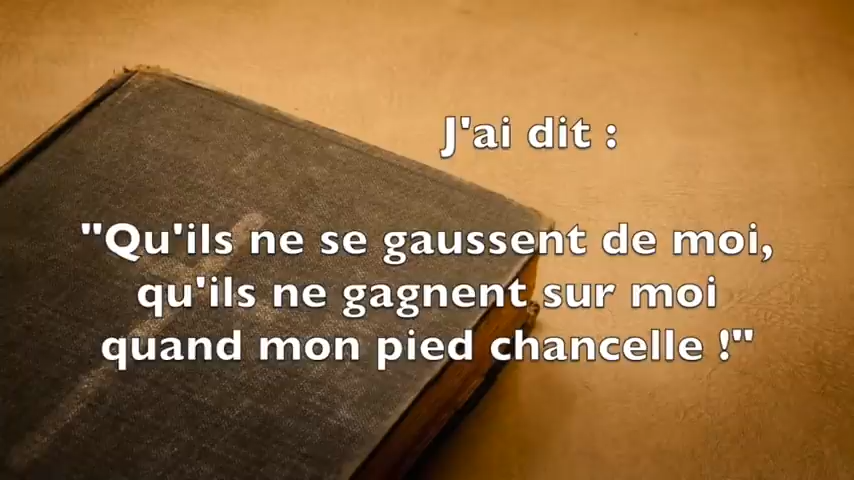 J'ai dit :
"Qu'ils ne se gaussent de moi,
qu'ils ne gagnent sur moi
quand mon pied chancelle !"